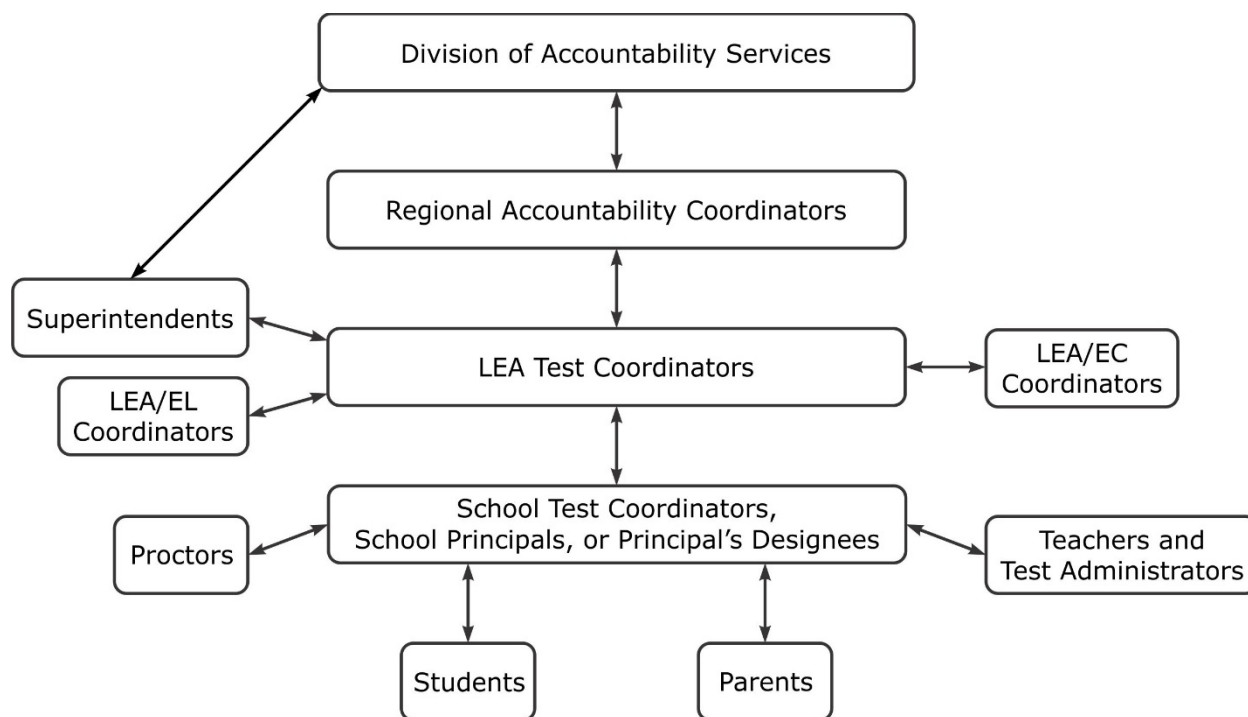 Division of Accountability Services
Regional Accountability Coordinators
Superintendents
LEA Test Coordinators
LEA/EC
Coordinators
LEA/EL
Coordinators
School Test Coordinators,
School Principals, or Principal’s Designees
Proctors
Teachers and
Test Administrators
Students
Parents